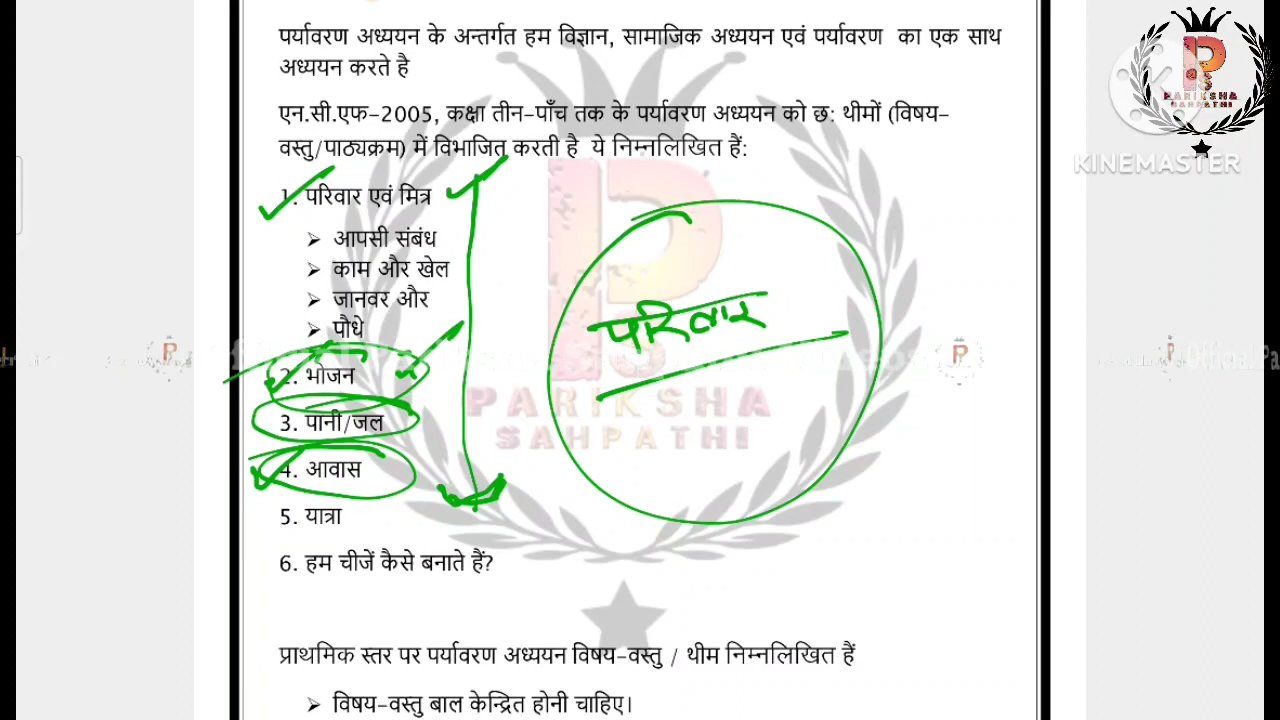 पर्यावरण अध्ययन के अन्तर्गत हम विज्ञान, सामाजिक अध्ययन एवं पर्यावरण का एक साथ
अध्ययन करते है
एन.सी.एफ-2005, कक्षा तीन-पाँच तक के पर्यावरण अध्ययन को छ: थीमों (विषय-
वस्तु/पाठ्यक्रम) में विभाजित करती है ये निम्नलिखित हैं:
1. परिवार एवं मित्र
➢ आपसी संबंध
➢ काम और खेल
➢ जानवर और
➢ पौधे
2. भोजन
3. पानी/जल
4. आवास
5. यात्रा
6. हम चीजें कैसे बनाते हैं?
प्राथमिक स्तर पर पर्यावरण अध्ययन विषय-वस्तु / थीम निम्नलिखित हैं
➢ विषय-वस्तु बाल केन्द्रित होनी चाहिए।
परिवार
PARIKSHA
SAHPATHI
PARIKSHA
SAHPATHI
KINEMASTER